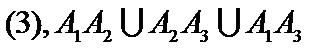 (3), A₁A₂ ⋃ A₂A₃ ⋃ A₁A₃